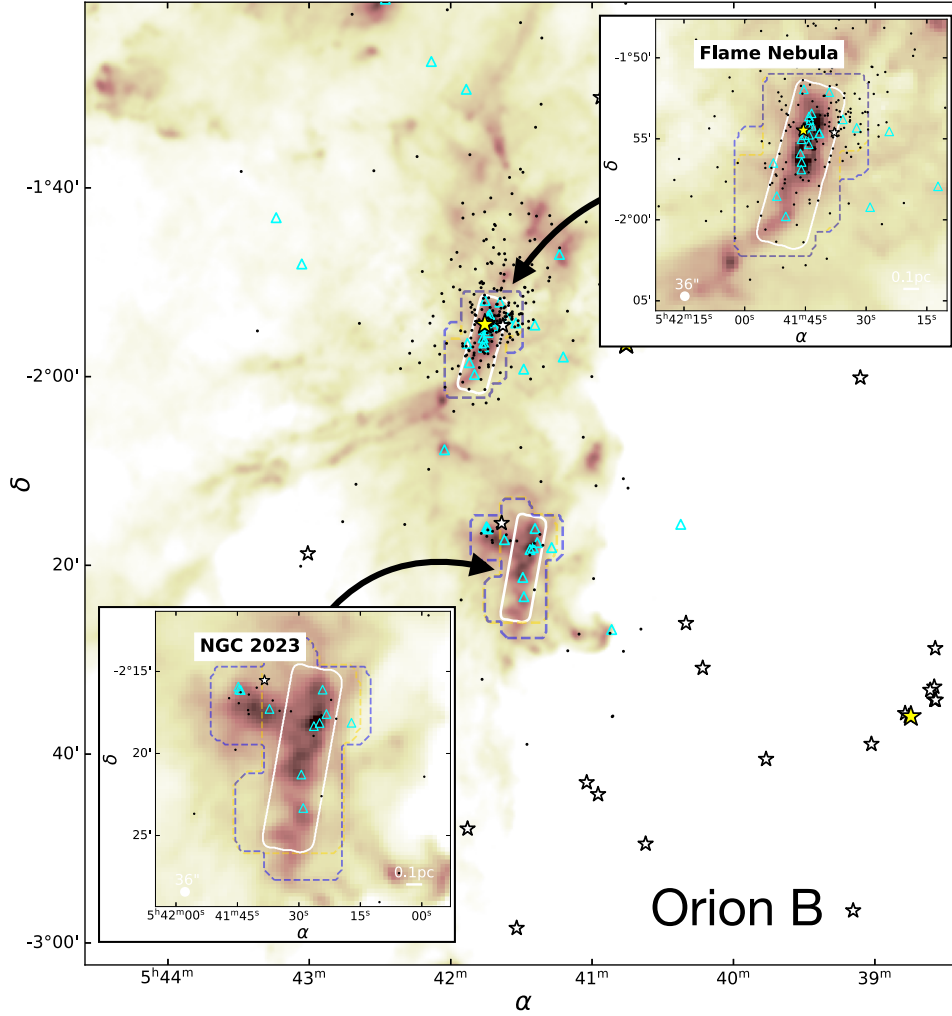 Flame Nebula
-1°50'
55'
-2°00'
05'
δ
36"
0.1pc
5ʰ42ᵐ15ˢ
00ˢ
41ᵐ45ˢ
30ˢ
15ˢ
α
-1°40'
-2°00'
20'
40'
-3°00'
δ
NGC 2023
-2°15'
20'
25'
δ
36"
0.1pc
5ʰ42ᵐ00ˢ
41ᵐ45ˢ
30ˢ
15ˢ
00ˢ
α
Orion B
5ʰ44ᵐ
43ᵐ
42ᵐ
41ᵐ
40ᵐ
39ᵐ
α